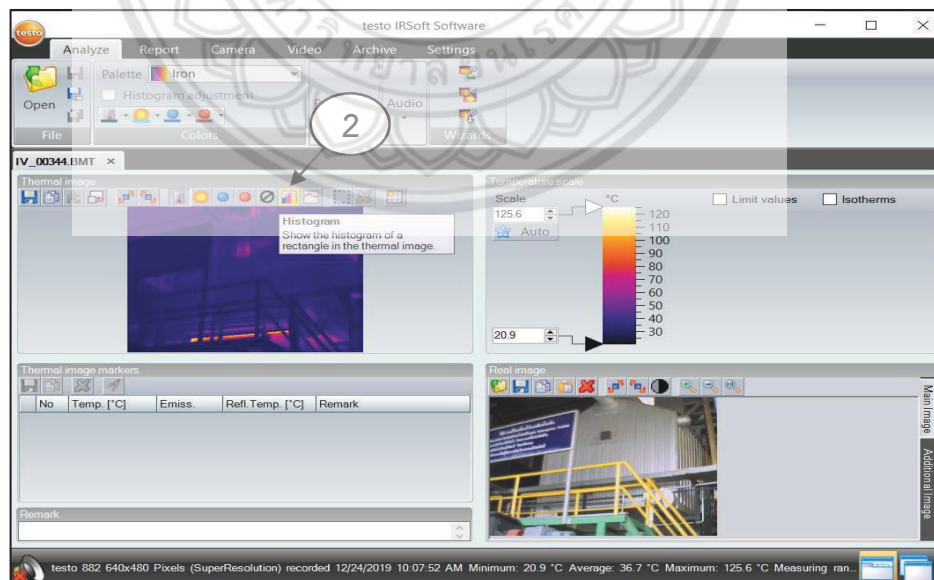 testo IRSoft Software
testo
Analyze Report Camera Video Archive Settings
Open
Palette Iron
Histogram adjustment
Audio
File Colors Wizards
2
IV_00344.BMT ×
Thermal image
Histogram
Show the histogram of a
rectangle in the thermal image.
Temperature scale
Scale °C Limit values Isotherms
125.6
Auto
120
110
100
90
80
70
60
50
40
30
20.9
Thermal image markers
No Temp. [°C] Emiss. Refl.Temp. [°C] Remark
Remark
Real image
Main Image
Additional Image
testo 882 640x480 Pixels (SuperResolution) recorded 12/24/2019 10:07:52 AM Minimum: 20.9 °C Average: 36.7 °C Maximum: 125.6 °C Measuring ran...